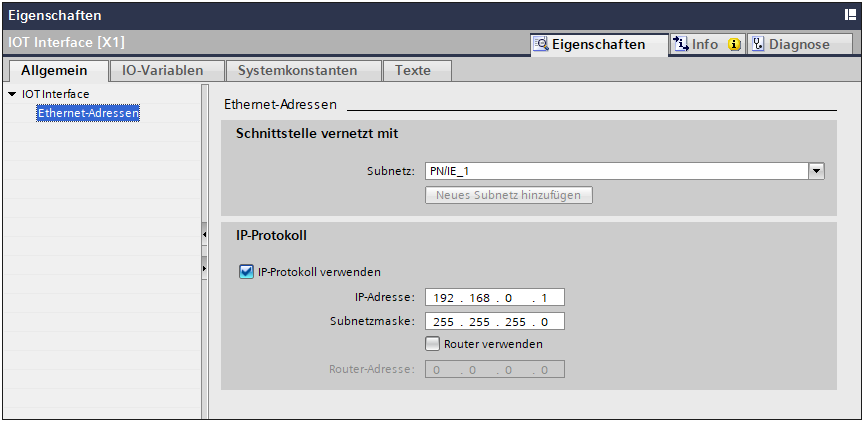 Eigenschaften
IOT Interface [X1]
Eigenschaften
Info
Diagnose
Allgemein
IO-Variablen
Systemkonstanten
Texte
IOT Interface
Ethernet-Adressen
Ethernet-Adressen
Schnittstelle vernetzt mit
Subnetz: PN/IE_1
Neues Subnetz hinzufügen
IP-Protokoll
IP-Protokoll verwenden
IP-Adresse: 192 . 168 . 0 . 1
Subnetzmaske: 255 . 255 . 255 . 0
Router verwenden
Router-Adresse: 0 . 0 . 0 . 0